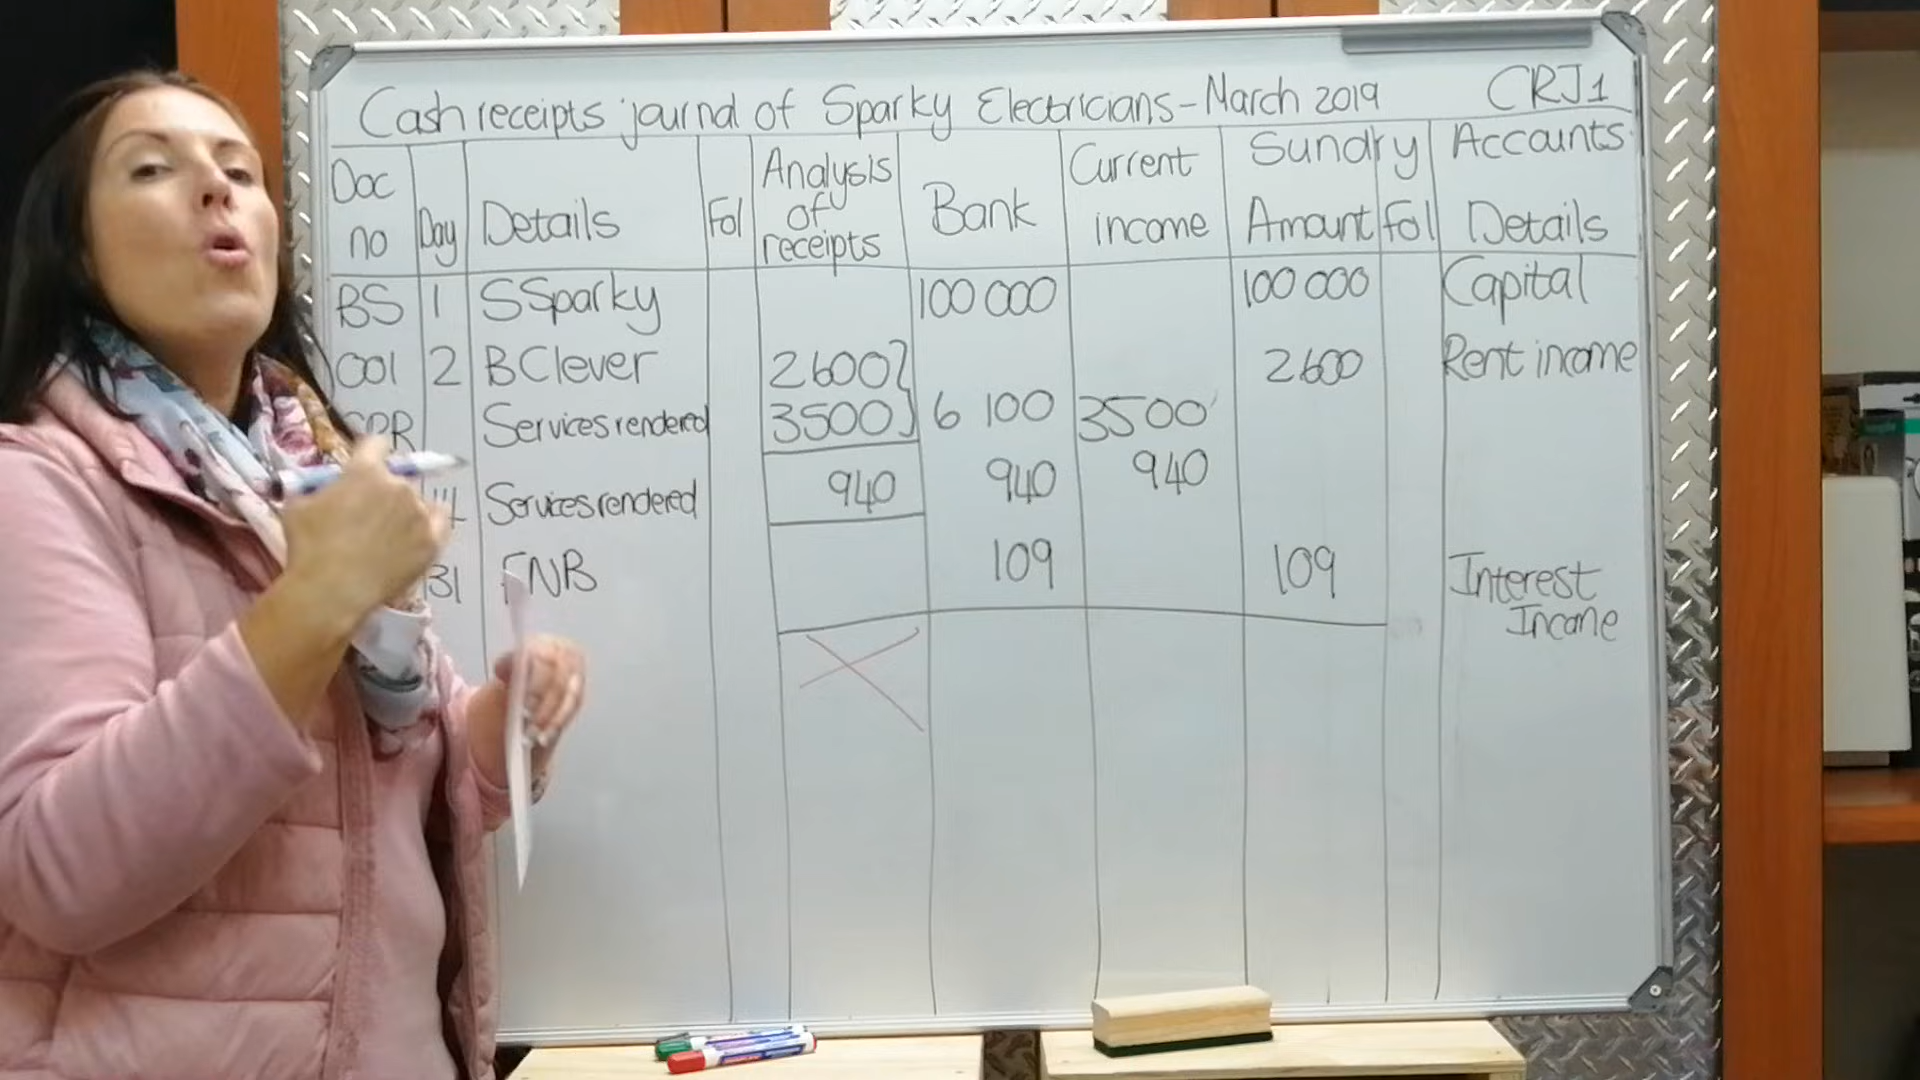 Cash receipts journal of Sparky Electricians - March 2019 CRJ1
Doc no Day Details Fol Analysis of receipts Bank Current income Sundry Accounts
Amount Fol Details
BS 1 S Sparky 100 000 100 000 Capital
001 2 B Clever 2600 2600 Rent income
Services rendered 3500 6 100 3500
Services rendered 940 940 940
31 FNB 109 109 Interest
Income